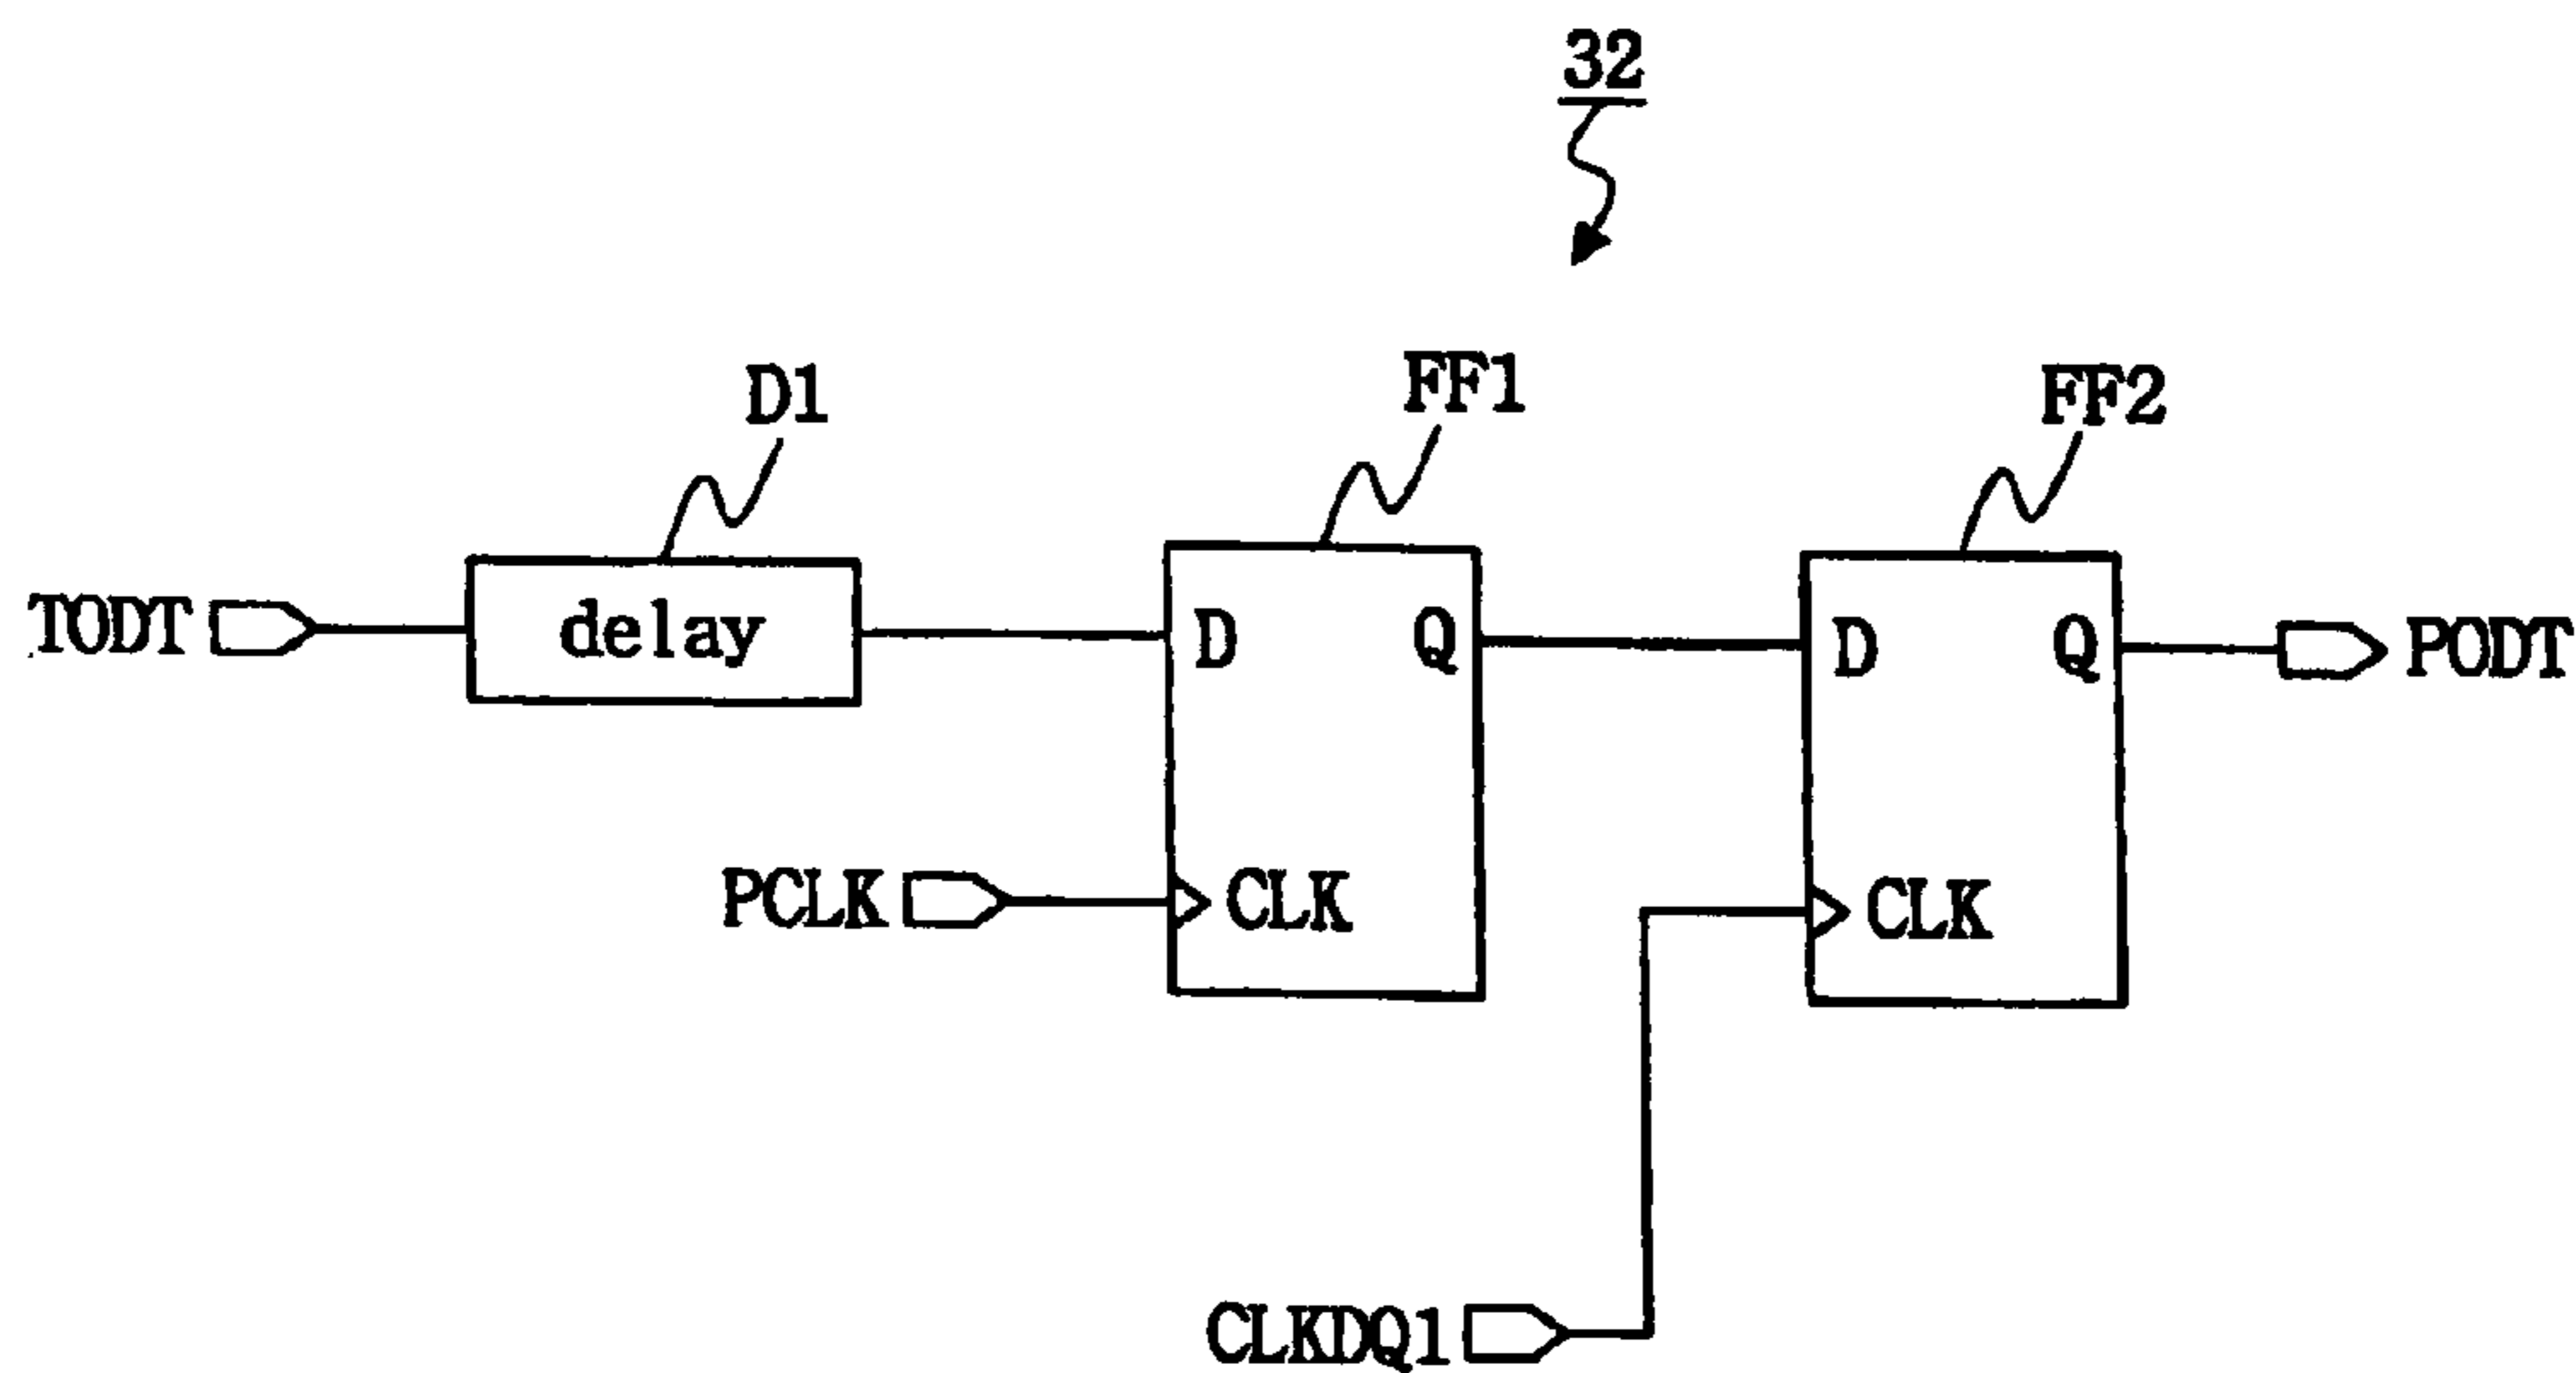 32
D1
FF1
FF2
TODT
delay
D
Q
D
Q
PODT
PCLK
CLK
CLK
CLKDQ1